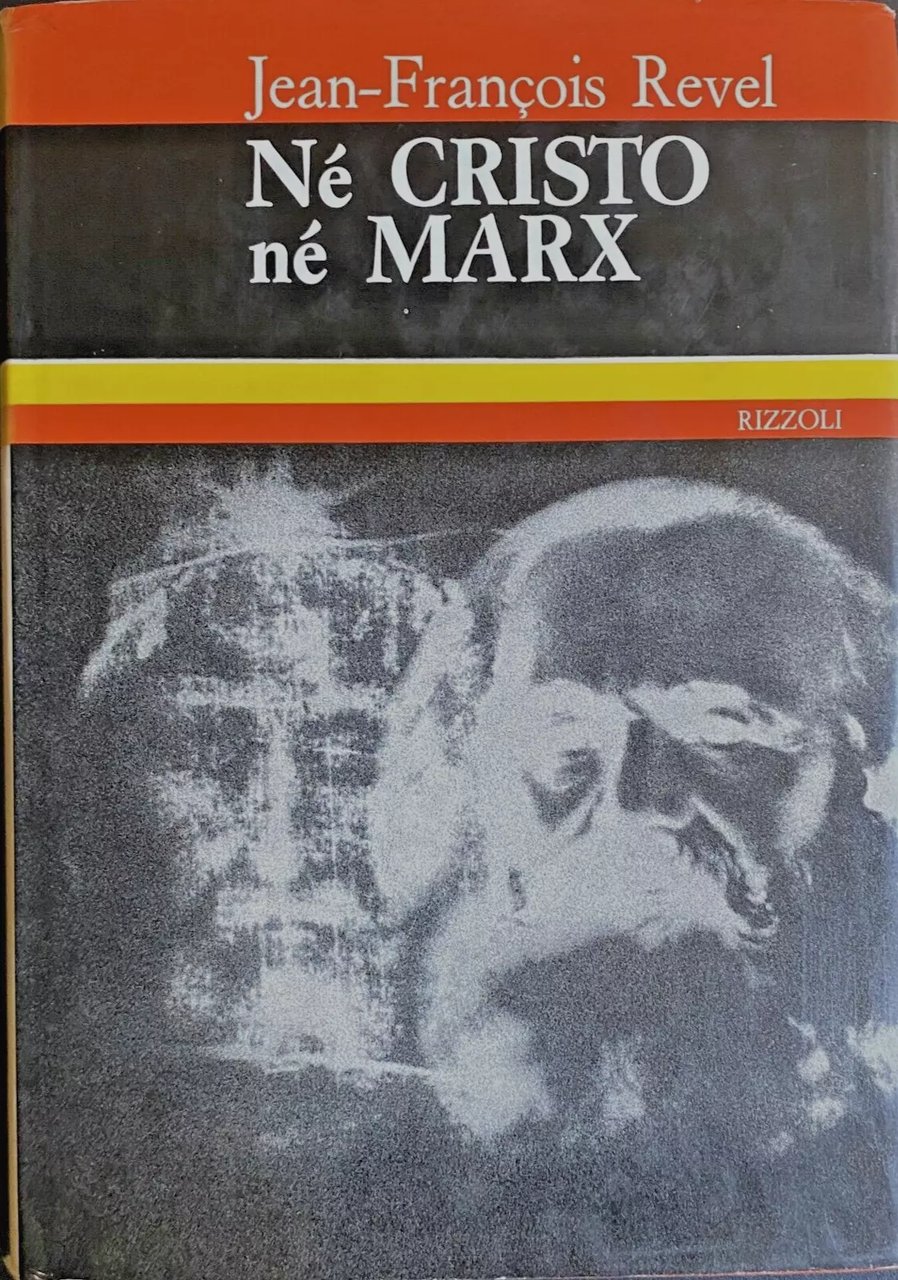 Jean-François Revel
Né CRISTO
né MARX
RIZZOLI